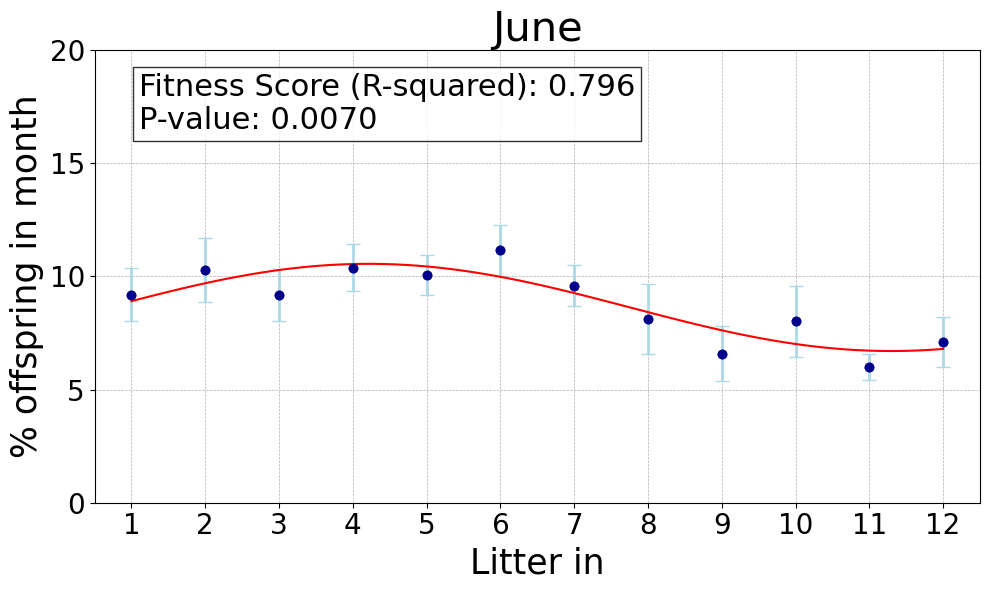 June
Fitness Score (R-squared): 0.796
P-value: 0.0070
% offspring in month
20
15
10
5
0
1 2 3 4 5 6 7 8 9 10 11 12
Litter in